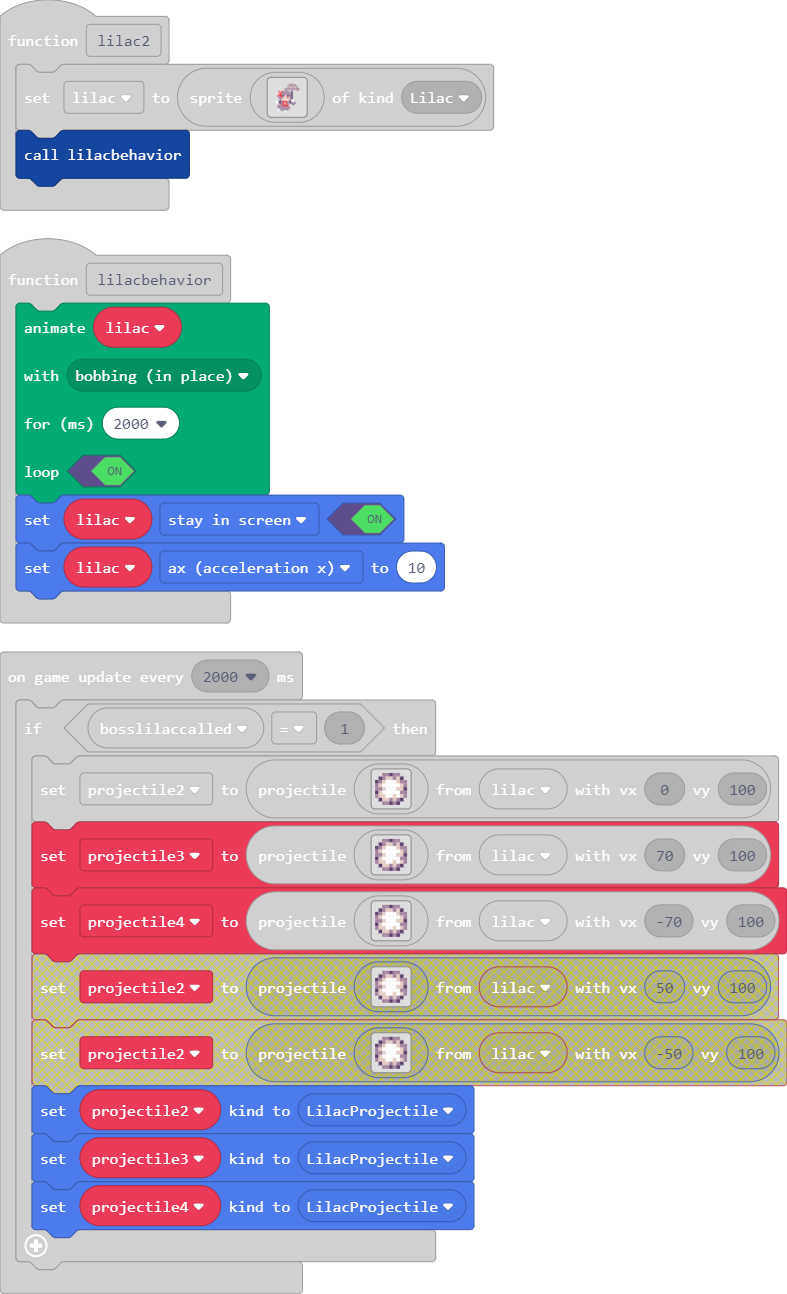 function lilac2
set lilac to sprite of kind Lilac
call lilacbehavior
function lilacbehavior
animate lilac
with bobbing (in place)
for (ms) 2000
loop ON
set lilac stay in screen ON
set lilac ax (acceleration x) to 10
on game update every 2000 ms
if bosslilaccalled = 1 then
set projectile2 to projectile from lilac with vx 0 vy 100
set projectile3 to projectile from lilac with vx 70 vy 100
set projectile4 to projectile from lilac with vx -70 vy 100
set projectile2 to projectile from lilac with vx 50 vy 100
set projectile2 to projectile from lilac with vx -50 vy 100
set projectile2 kind to LilacProjectile
set projectile3 kind to LilacProjectile
set projectile4 kind to LilacProjectile